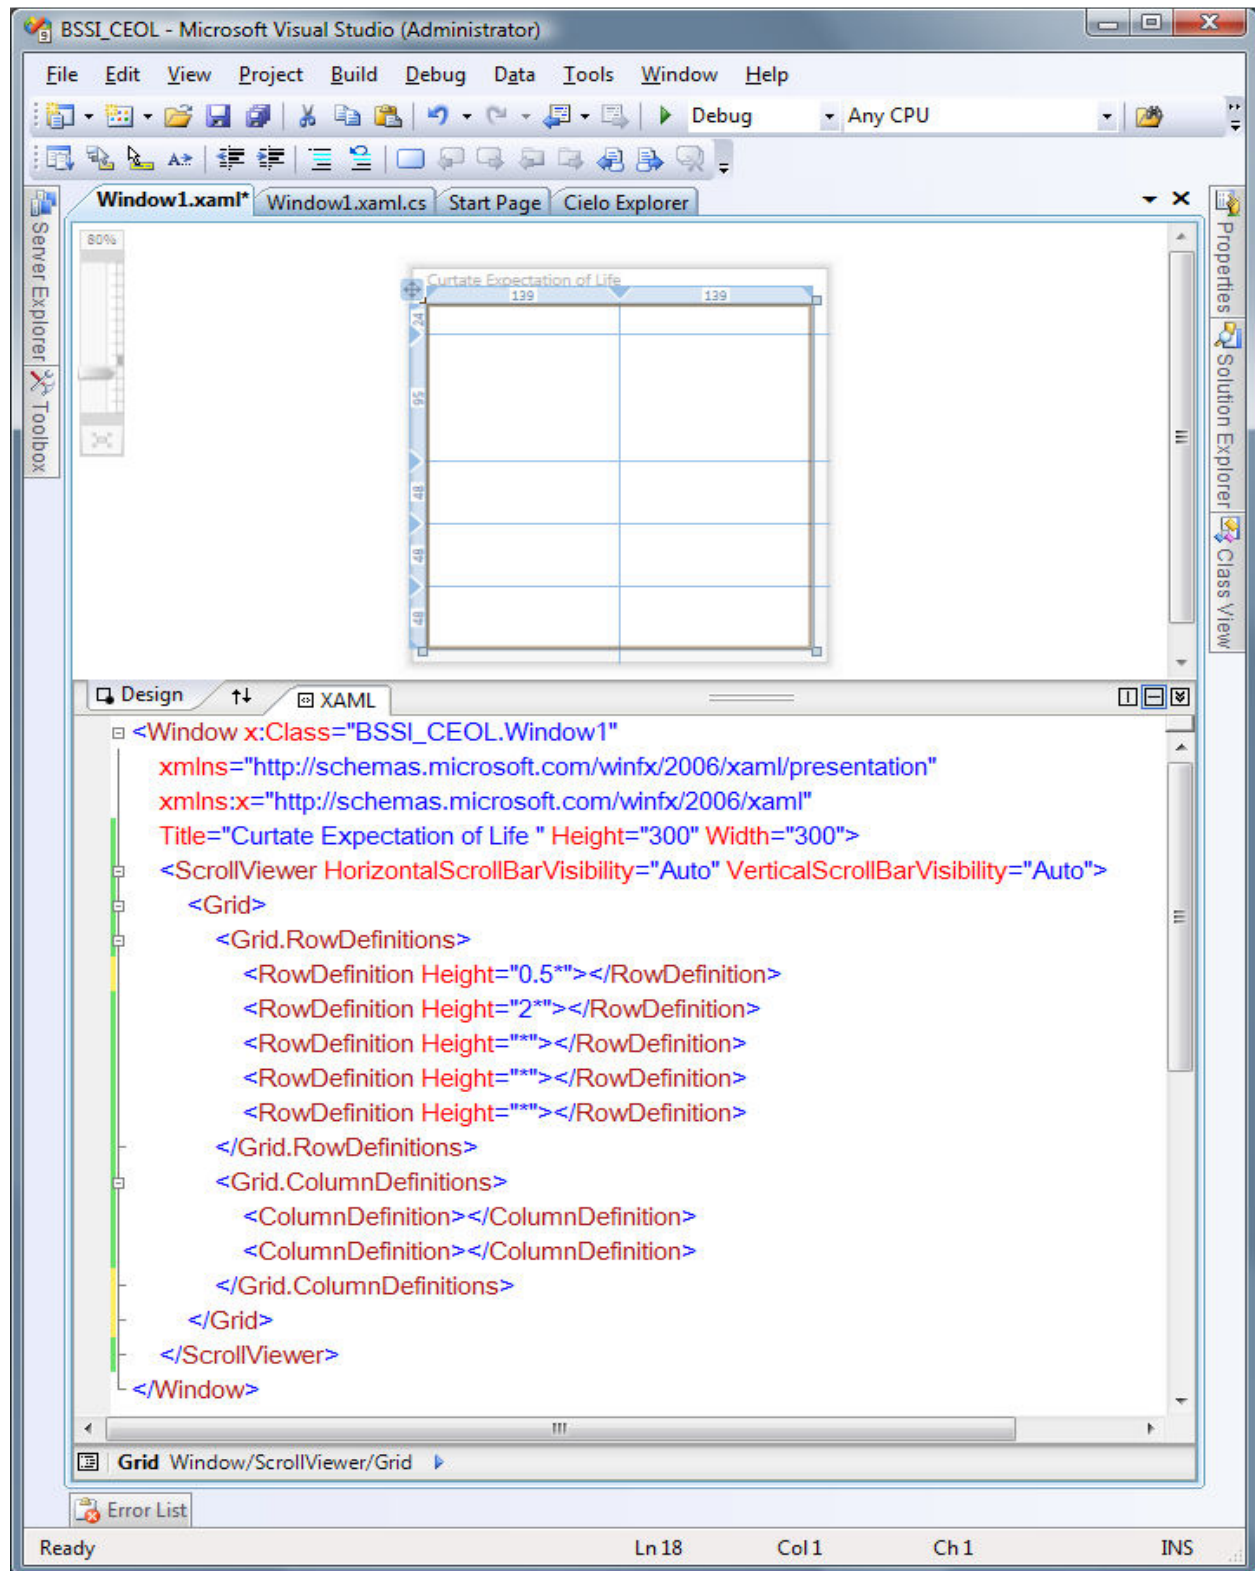 BSSI_CEOL - Microsoft Visual Studio (Administrator)
File Edit View Project Build Debug Data Tools Window Help
Debug Any CPU
Window1.xaml* Window1.xaml.cs Start Page Cielo Explorer
Server Explorer
Toolbox
Properties
Solution Explorer
Class View
80%
Curtate Expectation of Life
139 139
24
95
48
48
48
Design XAML
<Window x:Class="BSSI_CEOL.Window1"
xmlns="http://schemas.microsoft.com/winfx/2006/xaml/presentation"
xmlns:x="http://schemas.microsoft.com/winfx/2006/xaml"
Title="Curtate Expectation of Life " Height="300" Width="300">
<ScrollViewer HorizontalScrollBarVisibility="Auto" VerticalScrollBarVisibility="Auto">
<Grid>
<Grid.RowDefinitions>
<RowDefinition Height="0.5*"></RowDefinition>
<RowDefinition Height="2*"></RowDefinition>
<RowDefinition Height="*"></RowDefinition>
<RowDefinition Height="*"></RowDefinition>
<RowDefinition Height="*"></RowDefinition>
</Grid.RowDefinitions>
<Grid.ColumnDefinitions>
<ColumnDefinition></ColumnDefinition>
<ColumnDefinition></ColumnDefinition>
</Grid.ColumnDefinitions>
</Grid>
</ScrollViewer>
</Window>
Grid Window/ScrollViewer/Grid
Error List
Ready Ln 18 Col 1 Ch 1 INS